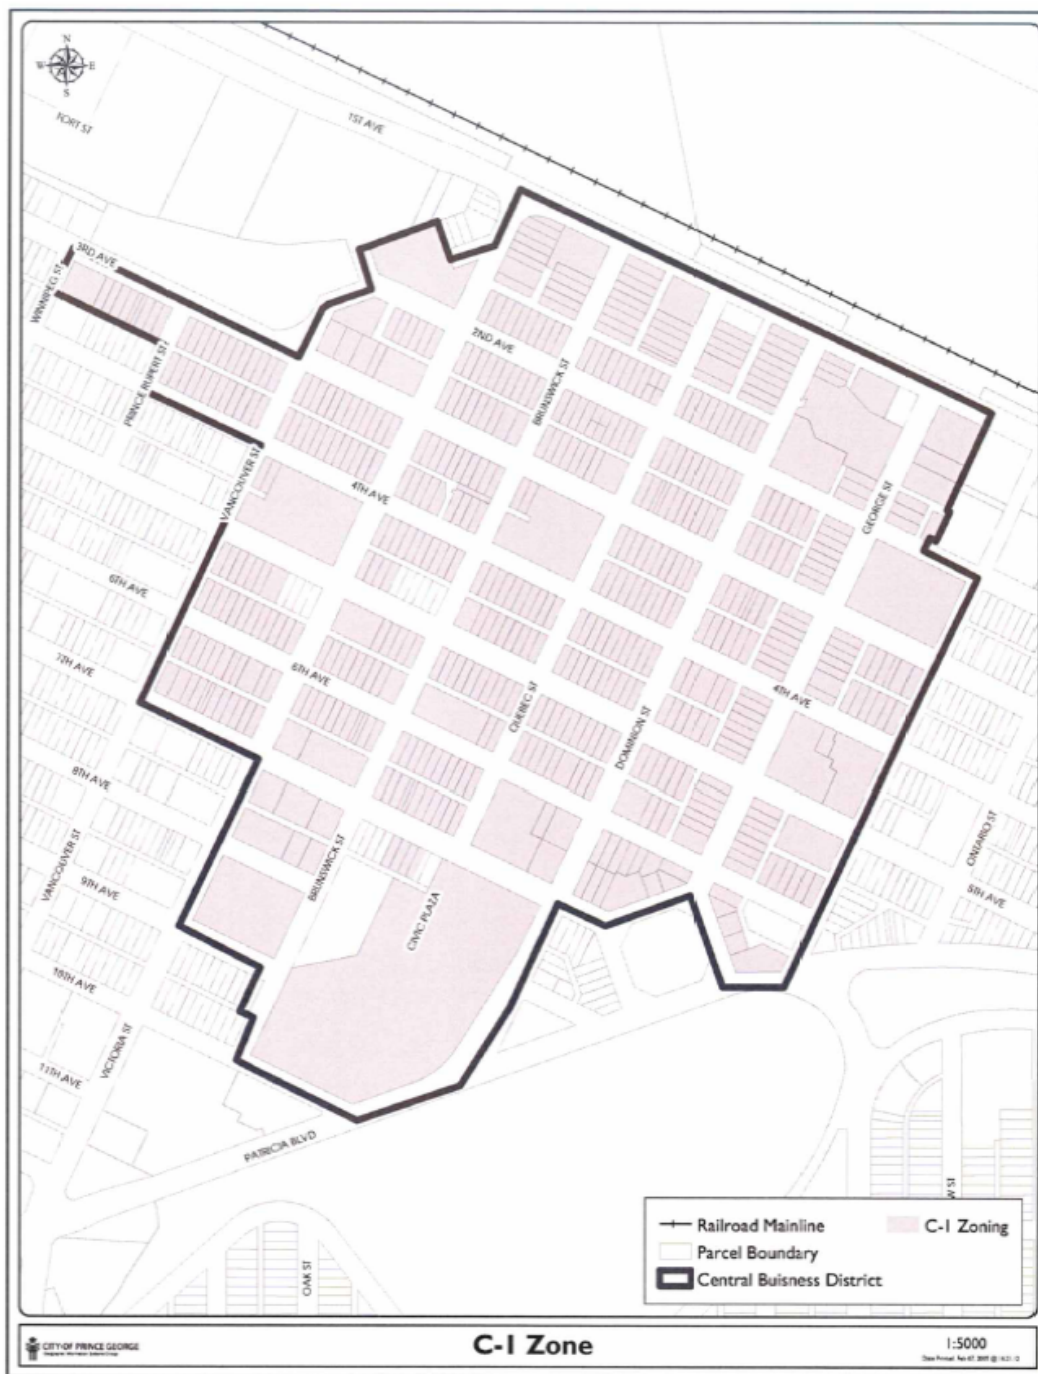 N
W E
S
FORT ST
1ST AVE
3RD AVE
WINNIPEG ST
2ND AVE
PRINCE RUPERT ST
BRUNSWICK ST
VANCOUVER ST
4TH AVE
GEORGE ST
6TH AVE
7TH AVE
6TH AVE
QUEBEC ST
4TH AVE
DOMINION ST
8TH AVE
VANCOUVER ST
BRUNSWICK ST
ONTARIO ST
9TH AVE
CIVIC PLAZA
5TH AVE
10TH AVE
VICTORIA ST
11TH AVE
PATRICIA BLVD
W ST
OAK ST
Railroad Mainline
C-1 Zoning
Parcel Boundary
Central Buisness District
CITY OF PRINCE GEORGE
C-1 Zone
1:5000